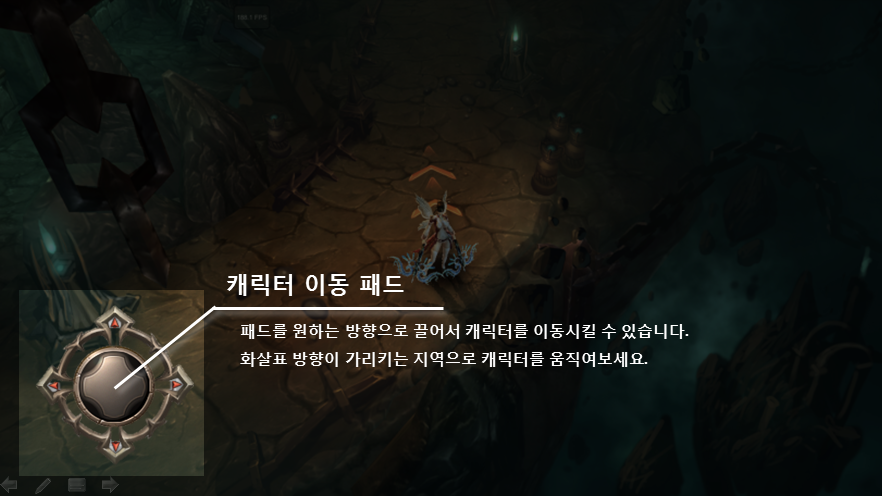 캐릭터 이동 패드
패드를 원하는 방향으로 끌어서 캐릭터를 이동시킬 수 있습니다.
화살표 방향이 가리키는 지역으로 캐릭터를 움직여보세요.